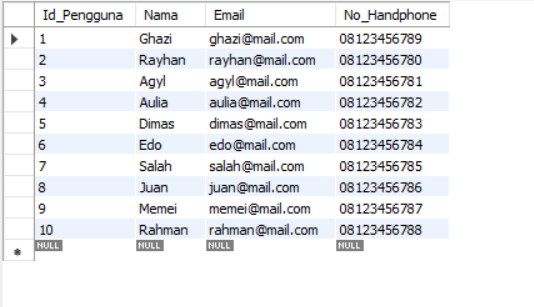 Id_Pengguna Nama Email No_Handphone
1 Ghazi ghazi@mail.com 08123456789
2 Rayhan rayhan@mail.com 08123456780
3 Agyl agyl@mail.com 08123456781
4 Aulia aulia@mail.com 08123456782
5 Dimas dimas@mail.com 08123456783
6 Edo edo@mail.com 08123456784
7 Salah salah@mail.com 08123456785
8 Juan juan@mail.com 08123456786
9 Memei memei@mail.com 08123456787
10 Rahman rahman@mail.com 08123456788
NULL NULL NULL NULL